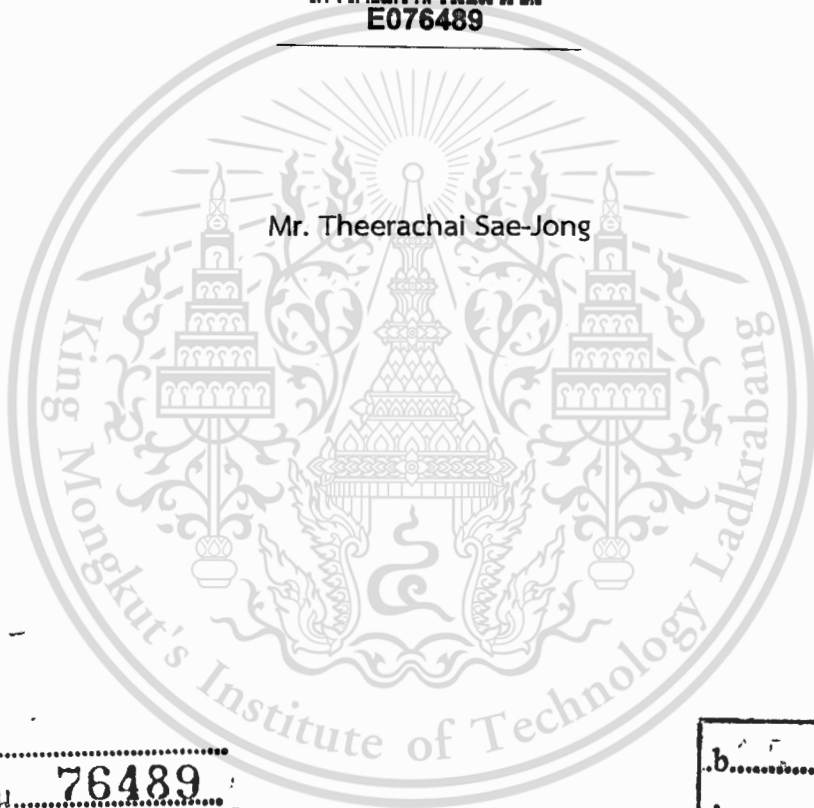 E076489
Mr. Theerachai Sae-Jong
King Mongkut's Institute of Technology Ladkrabang
76489
b